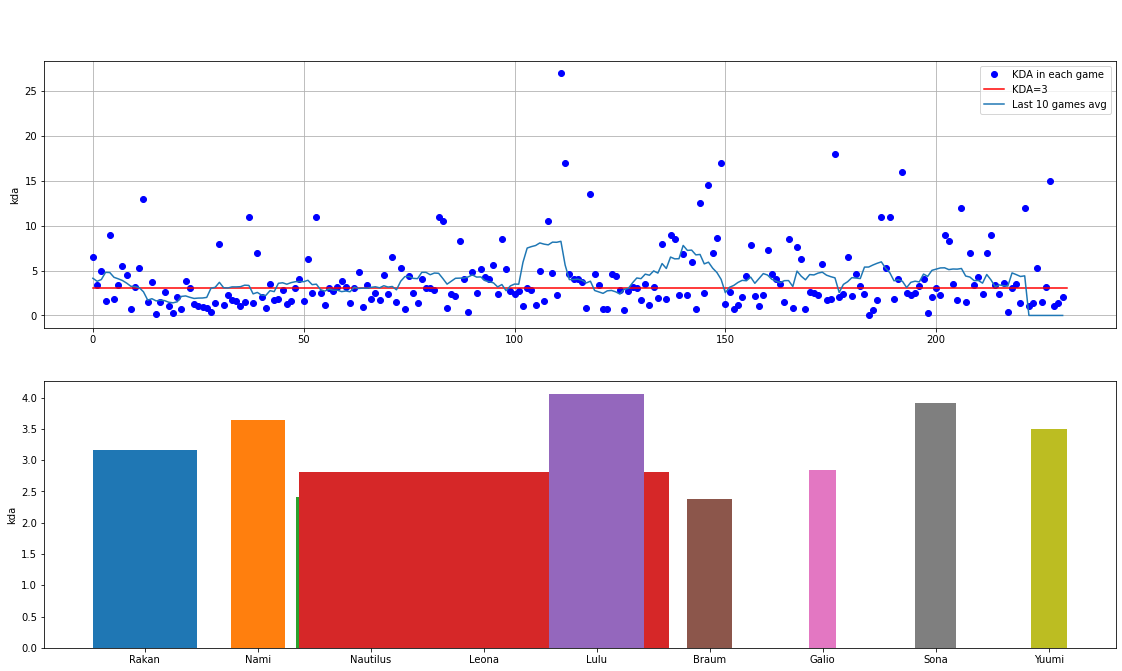 KDA in each game
KDA=3
Last 10 games avg
kda
25
20
15
10
5
0
0 50 100 150 200
kda
4.0
3.5
3.0
2.5
2.0
1.5
1.0
0.5
0.0
Rakan Nami Nautilus Leona Lulu Braum Galio Sona Yuumi